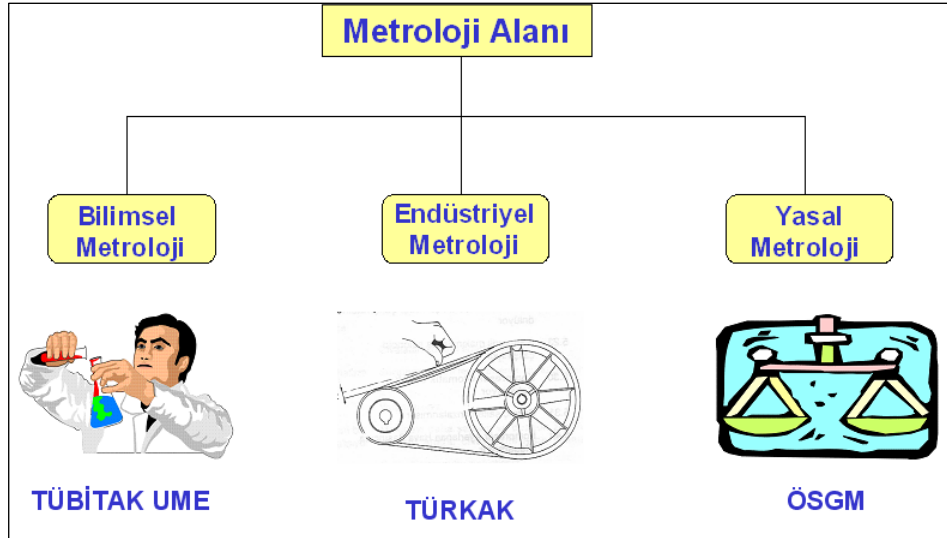 Metroloji Alanı
Bilimsel
Metroloji
Endüstriyel
Metroloji
Yasal
Metroloji
TÜBİTAK UME
TÜRKAK
ÖSGM